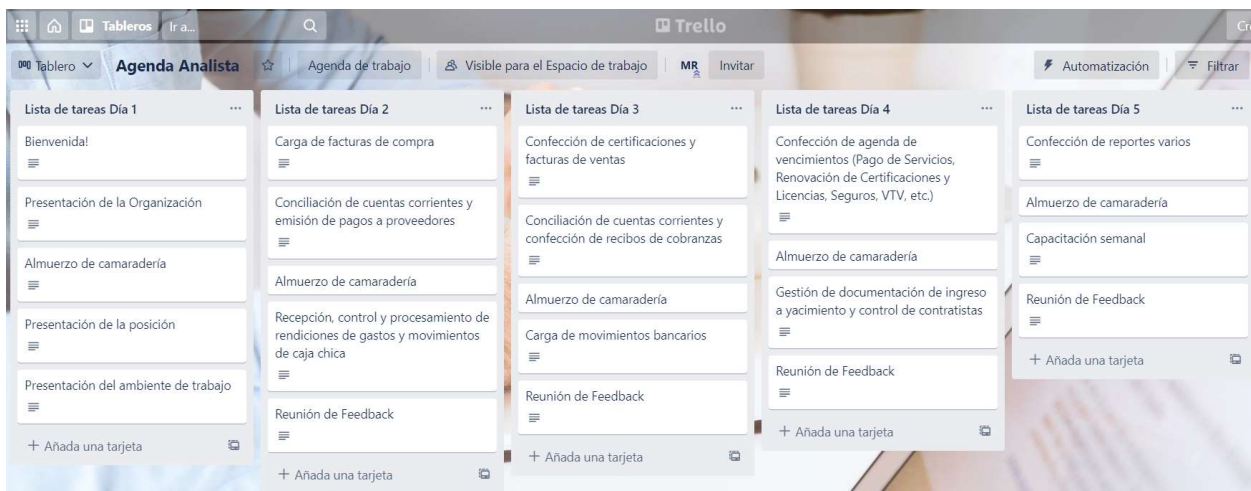 Tableros
Ir a...
Trello
Tablero
Agenda Analista
Agenda de trabajo
Visible para el Espacio de trabajo
MR
Invitar
Automatización
Filtrar
Lista de tareas Día 1
Bienvenida!
Presentación de la Organización
Almuerzo de camaradería
Presentación de la posición
Presentación del ambiente de trabajo
+ Añada una tarjeta
Lista de tareas Día 2
Carga de facturas de compra
Conciliación de cuentas corrientes y
emisión de pagos a proveedores
Almuerzo de camaradería
Recepción, control y procesamiento de
rendiciones de gastos y movimientos
de caja chica
Reunión de Feedback
+ Añada una tarjeta
Lista de tareas Día 3
Confección de certificaciones y
facturas de ventas
Conciliación de cuentas corrientes y
confección de recibos de cobranzas
Almuerzo de camaradería
Carga de movimientos bancarios
Reunión de Feedback
+ Añada una tarjeta
Lista de tareas Día 4
Confección de agenda de
vencimientos (Pago de Servicios,
Renovación de Certificaciones y
Licencias, Seguros, VTV, etc.)
Almuerzo de camaradería
Gestión de documentación de ingreso
a yacimiento y control de contratistas
Reunión de Feedback
+ Añada una tarjeta
Lista de tareas Día 5
Confección de reportes varios
Almuerzo de camaradería
Capacitación semanal
Reunión de Feedback
+ Añada una tarjeta